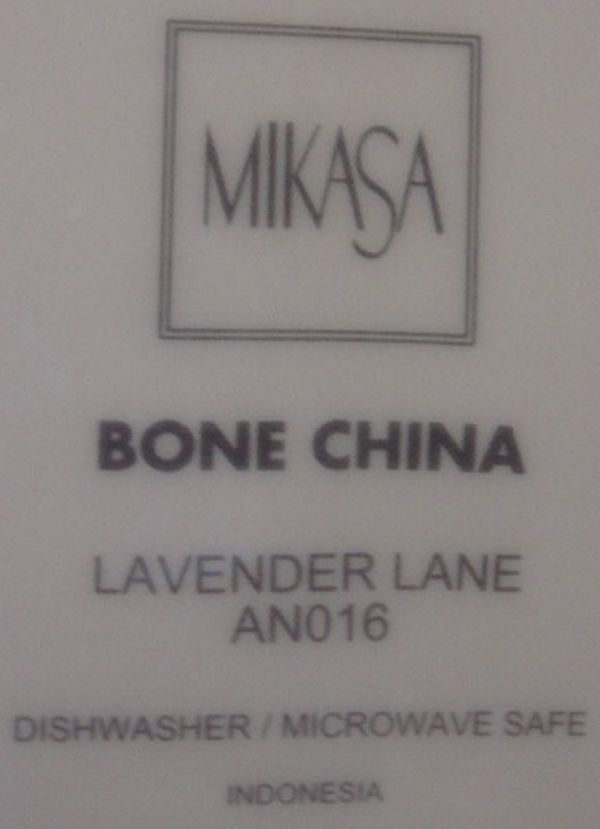 MIKASA
BONE CHINA
LAVENDER LANE
AN016
DISHWASHER / MICROWAVE SAFE
INDONESIA